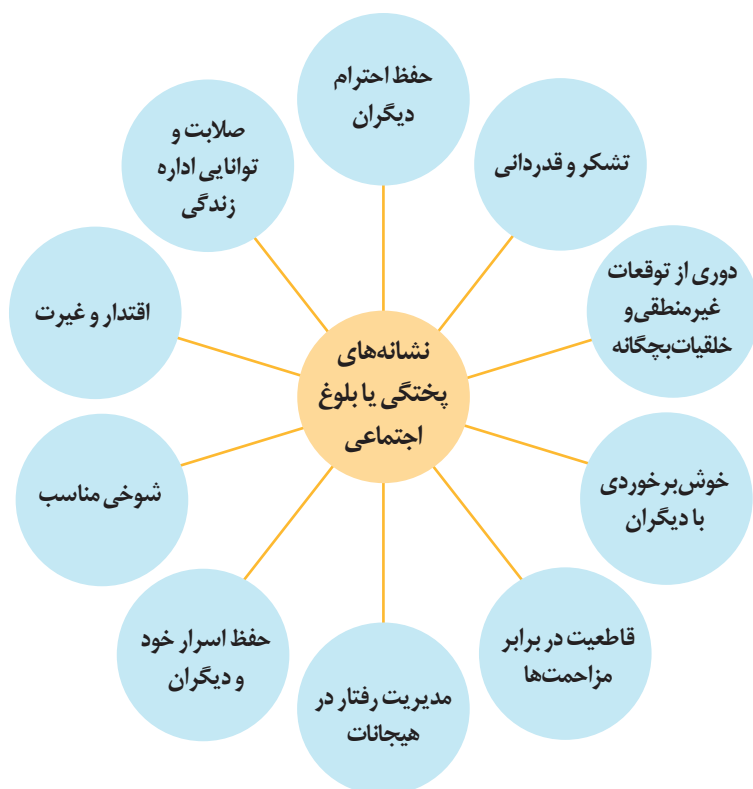 نشانه‌های
پختگی یا بلوغ
اجتماعی
حفظ احترام
دیگران
تشکر و قدردانی
دوری از توقعات
غیرمنطقی و
خلقیات بچگانه
خوش‌برخوردی
با دیگران
قاطعیت در برابر
مزاحمت‌ها
مدیریت رفتار در
هیجانات
حفظ اسرار خود
و دیگران
شوخی مناسب
اقتدار و غیرت
صلابت و
توانایی اداره
زندگی